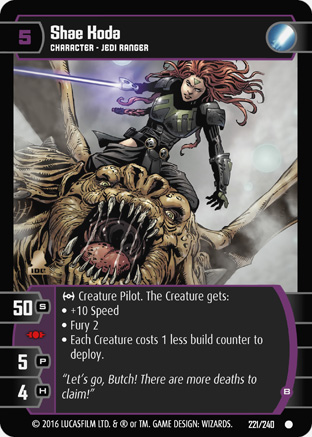 5
Shae Koda
CHARACTER - JEDI RANGER
IDC
50 S
5 P
4 H
Creature Pilot. The Creature gets:
• +10 Speed
• Fury 2
• Each Creature costs 1 less build counter to
deploy.
"Let's go, Butch! There are more deaths to
claim!"
B
© 2016 LUCASFILM LTD. & ® or TM. GAME DESIGN: WIZARDS.
221/240